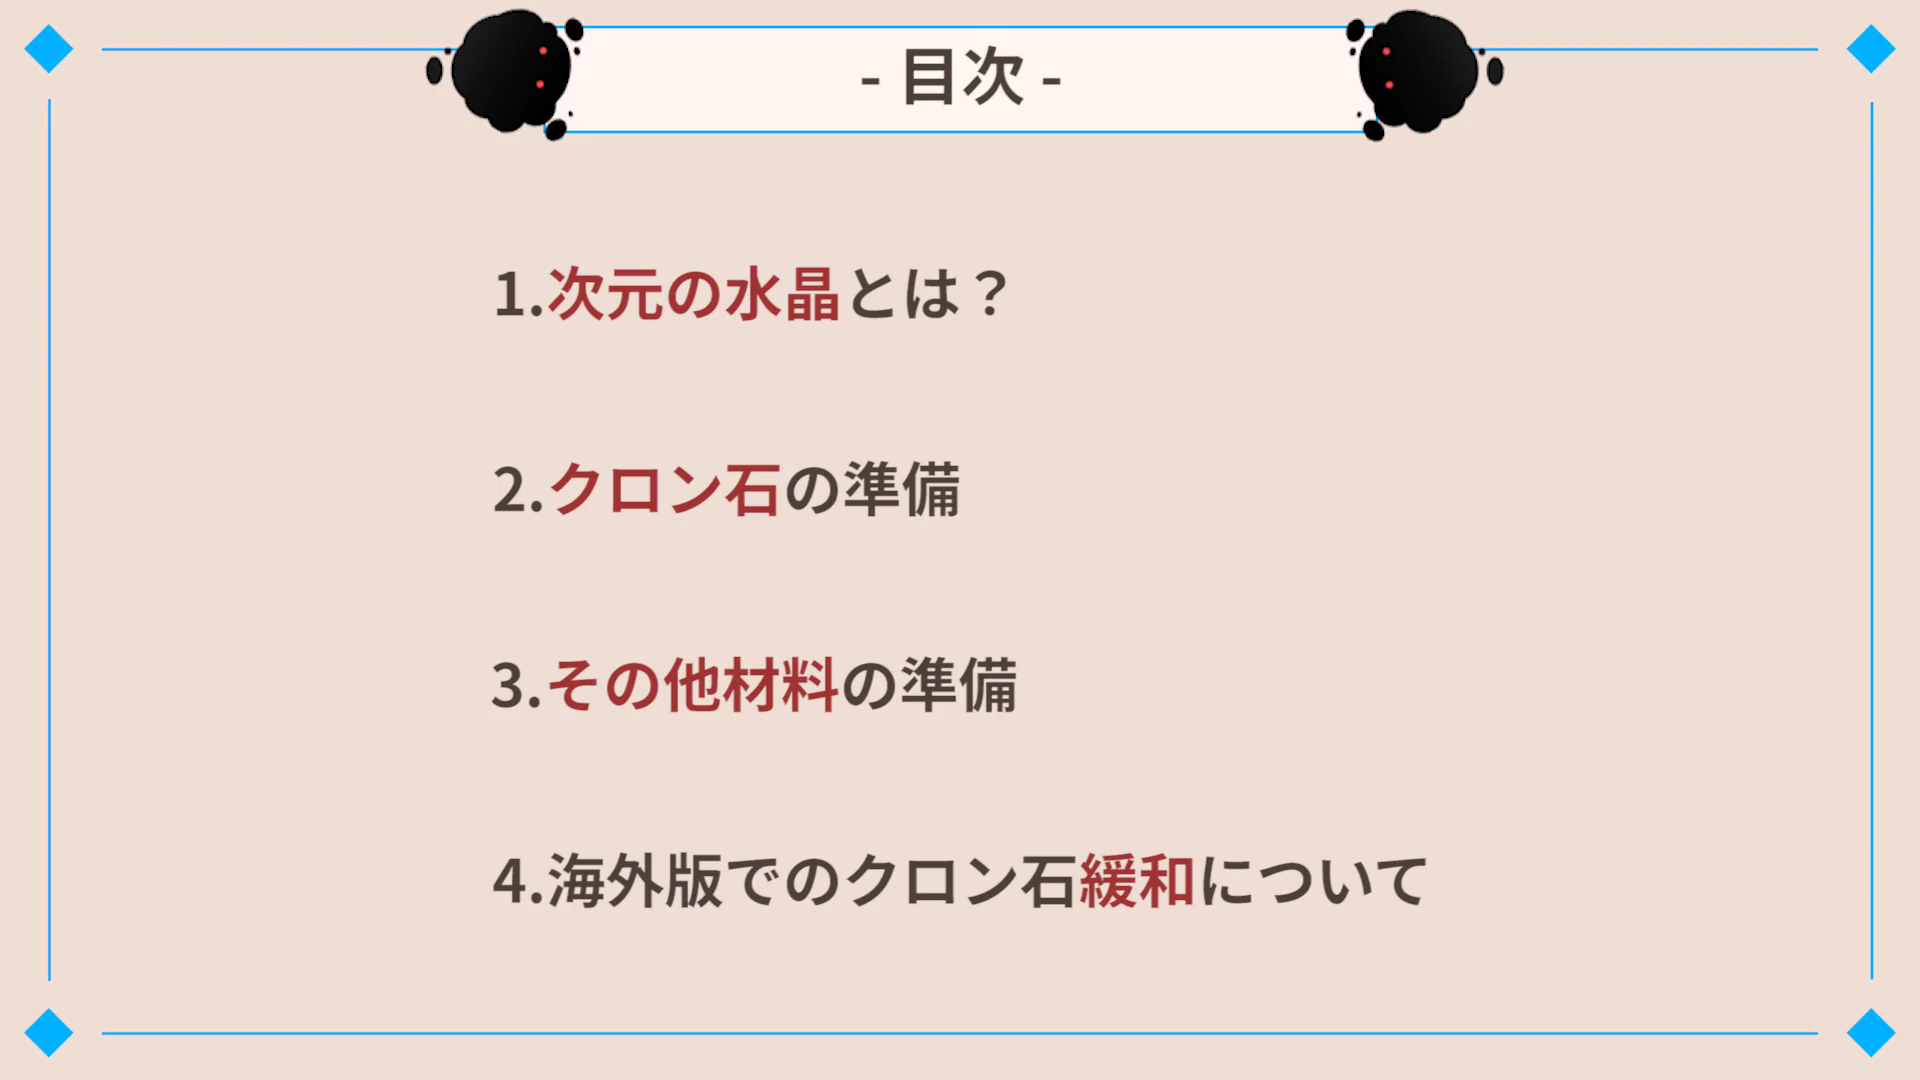 - 目次 -
1.次元の水晶とは？
2.クロン石の準備
3.その他材料の準備
4.海外版でのクロン石緩和について